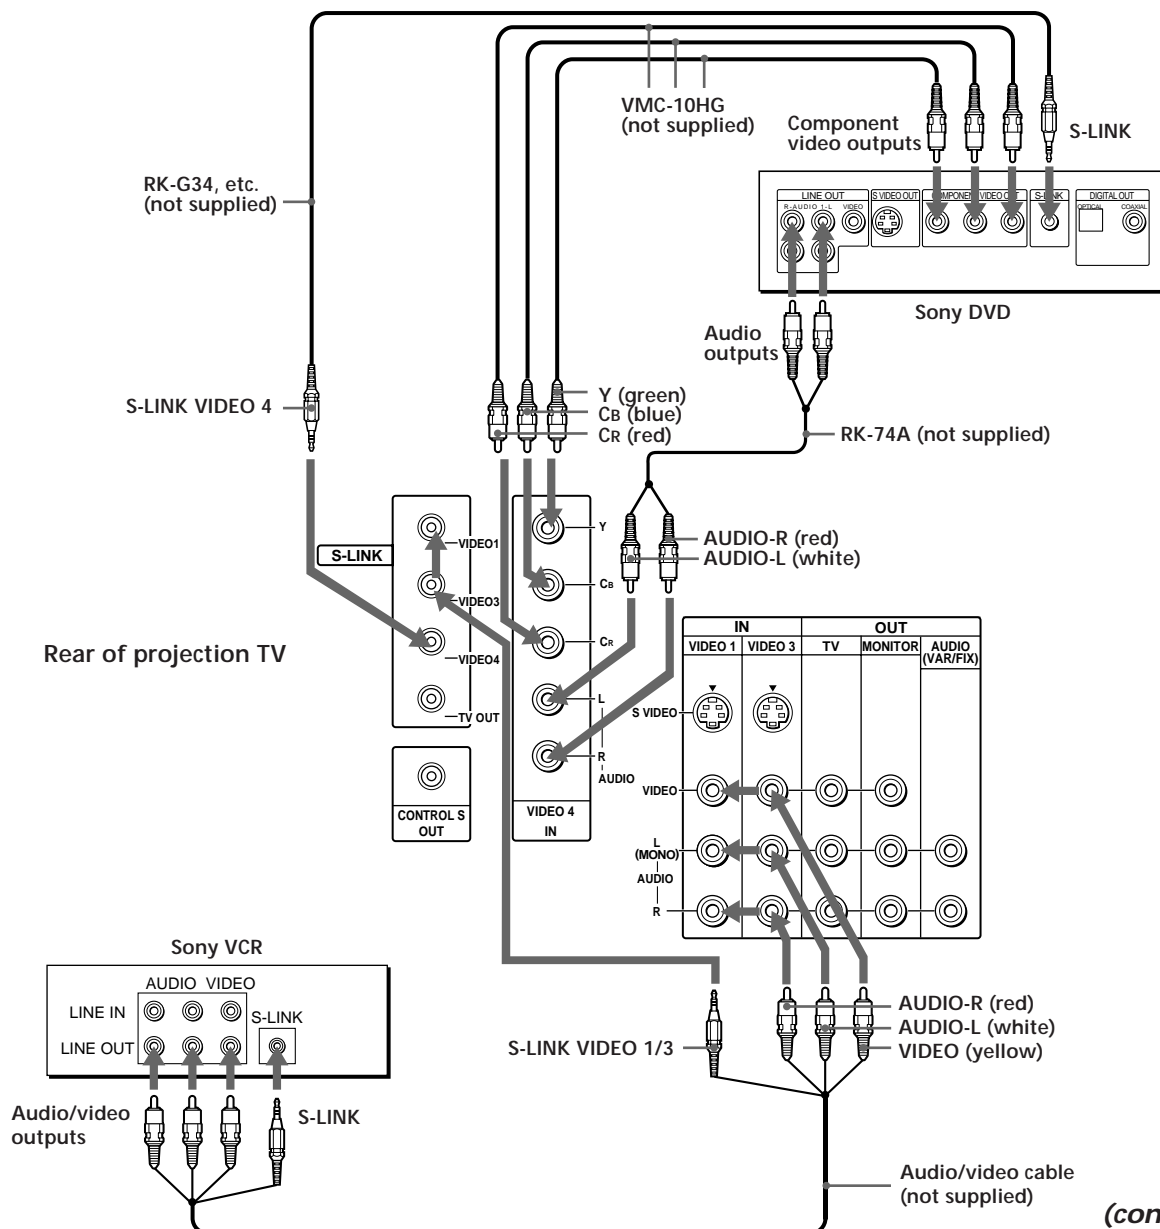 VMC-10HG
(not supplied)
Component
video outputs
S-LINK
RK-G34, etc.
(not supplied)
LINE OUT
R-AUDIO 1-L
VIDEO
S VIDEO OUT
COMPONENT VIDEO OUT
S-LINK
DIGITAL OUT
OPTICAL
COAXIAL
Sony DVD
Audio
outputs
S-LINK VIDEO 4
Y (green)
CB (blue)
CR (red)
RK-74A (not supplied)
AUDIO-R (red)
AUDIO-L (white)
S-LINK
VIDEO1
VIDEO3
VIDEO4
TV OUT
Y
CB
CR
L
R
AUDIO
CONTROL S
OUT
VIDEO 4
IN
Rear of projection TV
IN
OUT
VIDEO 1
VIDEO 3
TV
MONITOR
AUDIO
(VAR/FIX)
S VIDEO
VIDEO
L
(MONO)
AUDIO
R
Sony VCR
AUDIO
VIDEO
LINE IN
LINE OUT
S-LINK
Audio/video
outputs
S-LINK
S-LINK VIDEO 1/3
AUDIO-R (red)
AUDIO-L (white)
VIDEO (yellow)
Audio/video cable
(not supplied)
(con